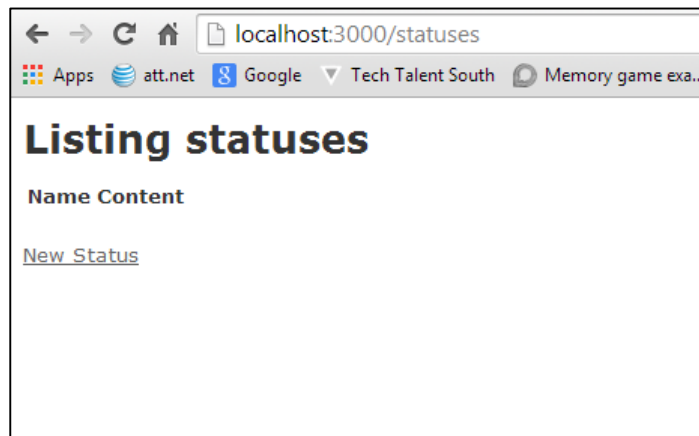 localhost:3000/statuses
Apps att.net 8 Google Tech Talent South Memory game exa...
Listing statuses
Name Content
New Status